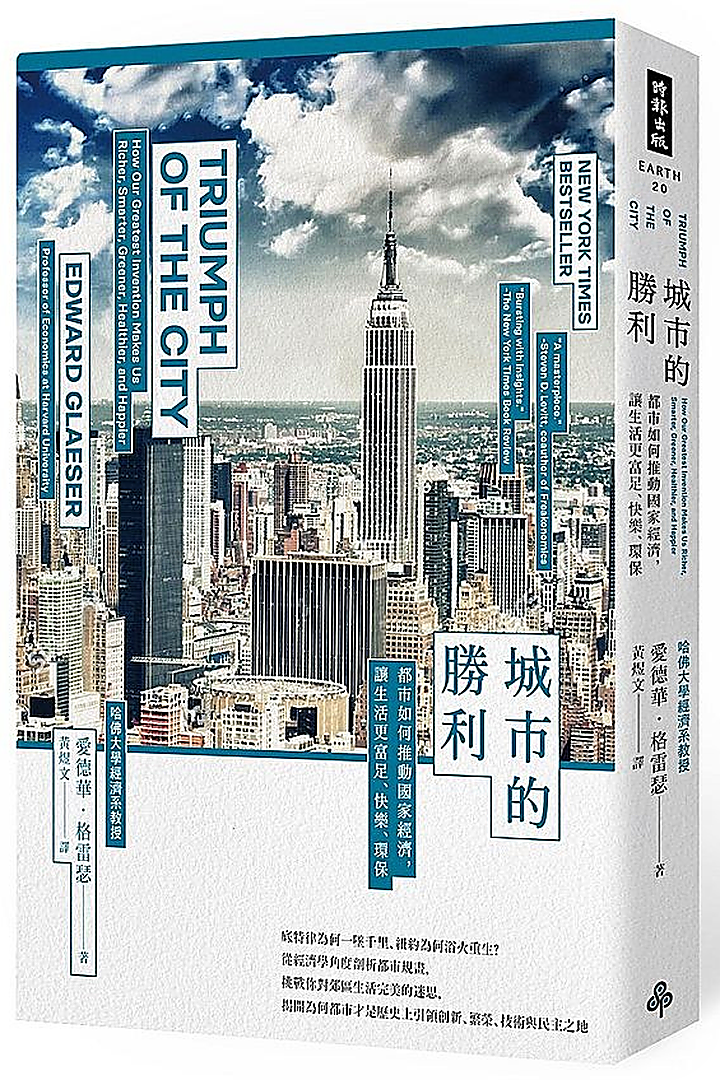 TRIUMPH
OF THE CITY
How Our Greatest Invention Makes Us
Richer, Smarter, Greener, Healthier, and Happier
EDWARD GLAESER
Professor of Economics at Harvard University
NEW YORK TIMES
BESTSELLER
"Bursting with insights."
-The New York Times Book Review
"A masterpiece."
-Steven D. Levitt, coauthor of Freakonomics
城市的
勝利
都市如何推動國家經濟，
讓生活更富足、快樂、環保
哈佛大學經濟系教授
愛德華．格雷瑟——著
黃煜文——譯
底特律為何一蹶千里、紐約為何浴火重生？
從經濟學角度剖析都市規畫，
挑戰你對郊區生活完美的迷思，
揭開為何都市才是歷史上引領創新、繁榮、技術與民主之地
時報出版
EARTH
20
TRIUMPH
OF
THE
CITY
城市的
勝利
How Our Greatest Invention Makes Us Richer,
Smarter, Greener, Healthier, and Happier
都市如何推動國家經濟，
讓生活更富足、快樂、環保
哈佛大學經濟系教授
愛德華．格雷瑟——著
黃煜文——譯